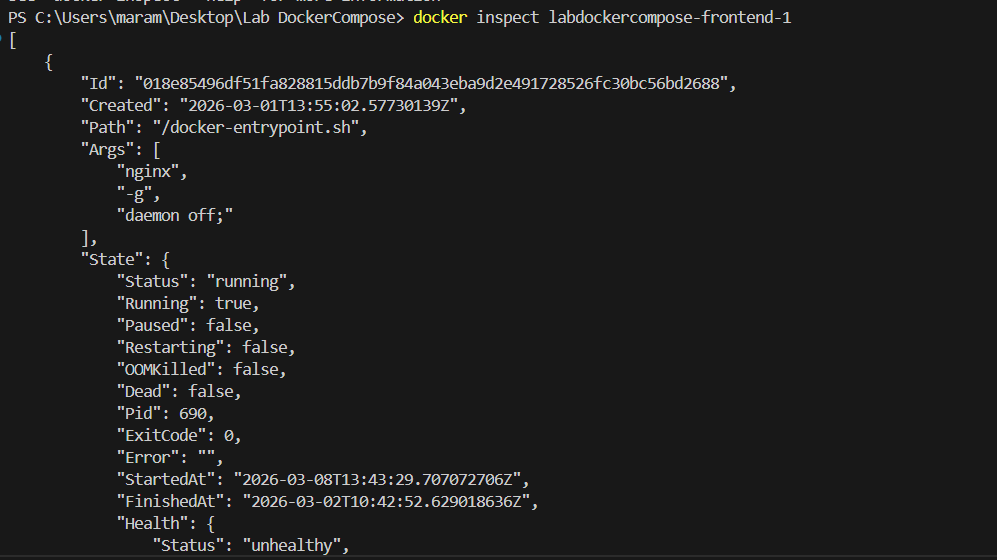 PS C:\Users\maram\Desktop\Lab DockerCompose> docker inspect labdockercompose-frontend-1
[
    {
        "Id": "018e85496df51fa828815ddb7b9f84a043eba9d2e491728526fc30bc56bd2688",
        "Created": "2026-03-01T13:55:02.57730139Z",
        "Path": "/docker-entrypoint.sh",
        "Args": [
            "nginx",
            "-g",
            "daemon off;"
        ],
        "State": {
            "Status": "running",
            "Running": true,
            "Paused": false,
            "Restarting": false,
            "OOMKilled": false,
            "Dead": false,
            "Pid": 690,
            "ExitCode": 0,
            "Error": "",
            "StartedAt": "2026-03-08T13:43:29.707072706Z",
            "FinishedAt": "2026-03-02T10:42:52.629018636Z",
            "Health": {
                "Status": "unhealthy",